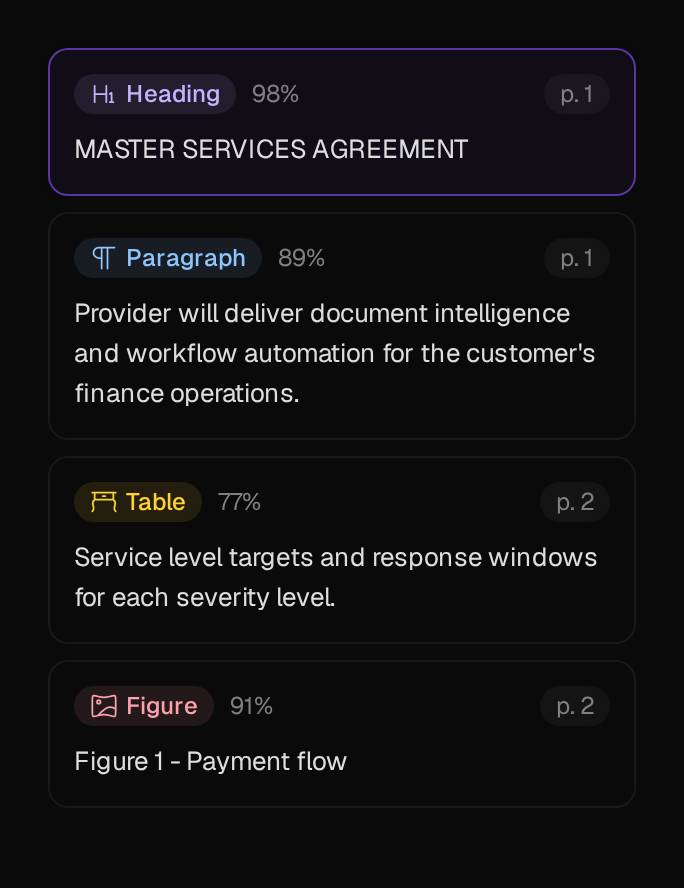 H1 Heading 98% p. 1
MASTER SERVICES AGREEMENT
Paragraph 89% p. 1
Provider will deliver document intelligence
and workflow automation for the customer's
finance operations.
Table 77% p. 2
Service level targets and response windows
for each severity level.
Figure 91% p. 2
Figure 1 - Payment flow